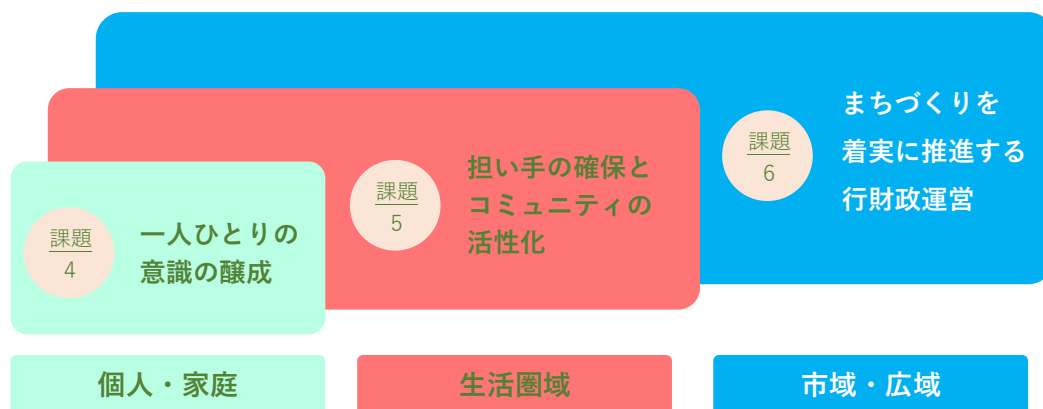 課題
4
一人ひとりの
意識の醸成
課題
5
担い手の確保と
コミュニティの
活性化
課題
6
まちづくりを
着実に推進する
行財政運営
個人・家庭
生活圏域
市域・広域